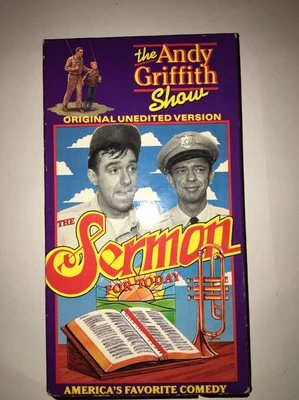 the Andy
Griffith
Show
ORIGINAL UNEDITED VERSION
THE
Sermon
FOR TODAY
AMERICA'S FAVORITE COMEDY